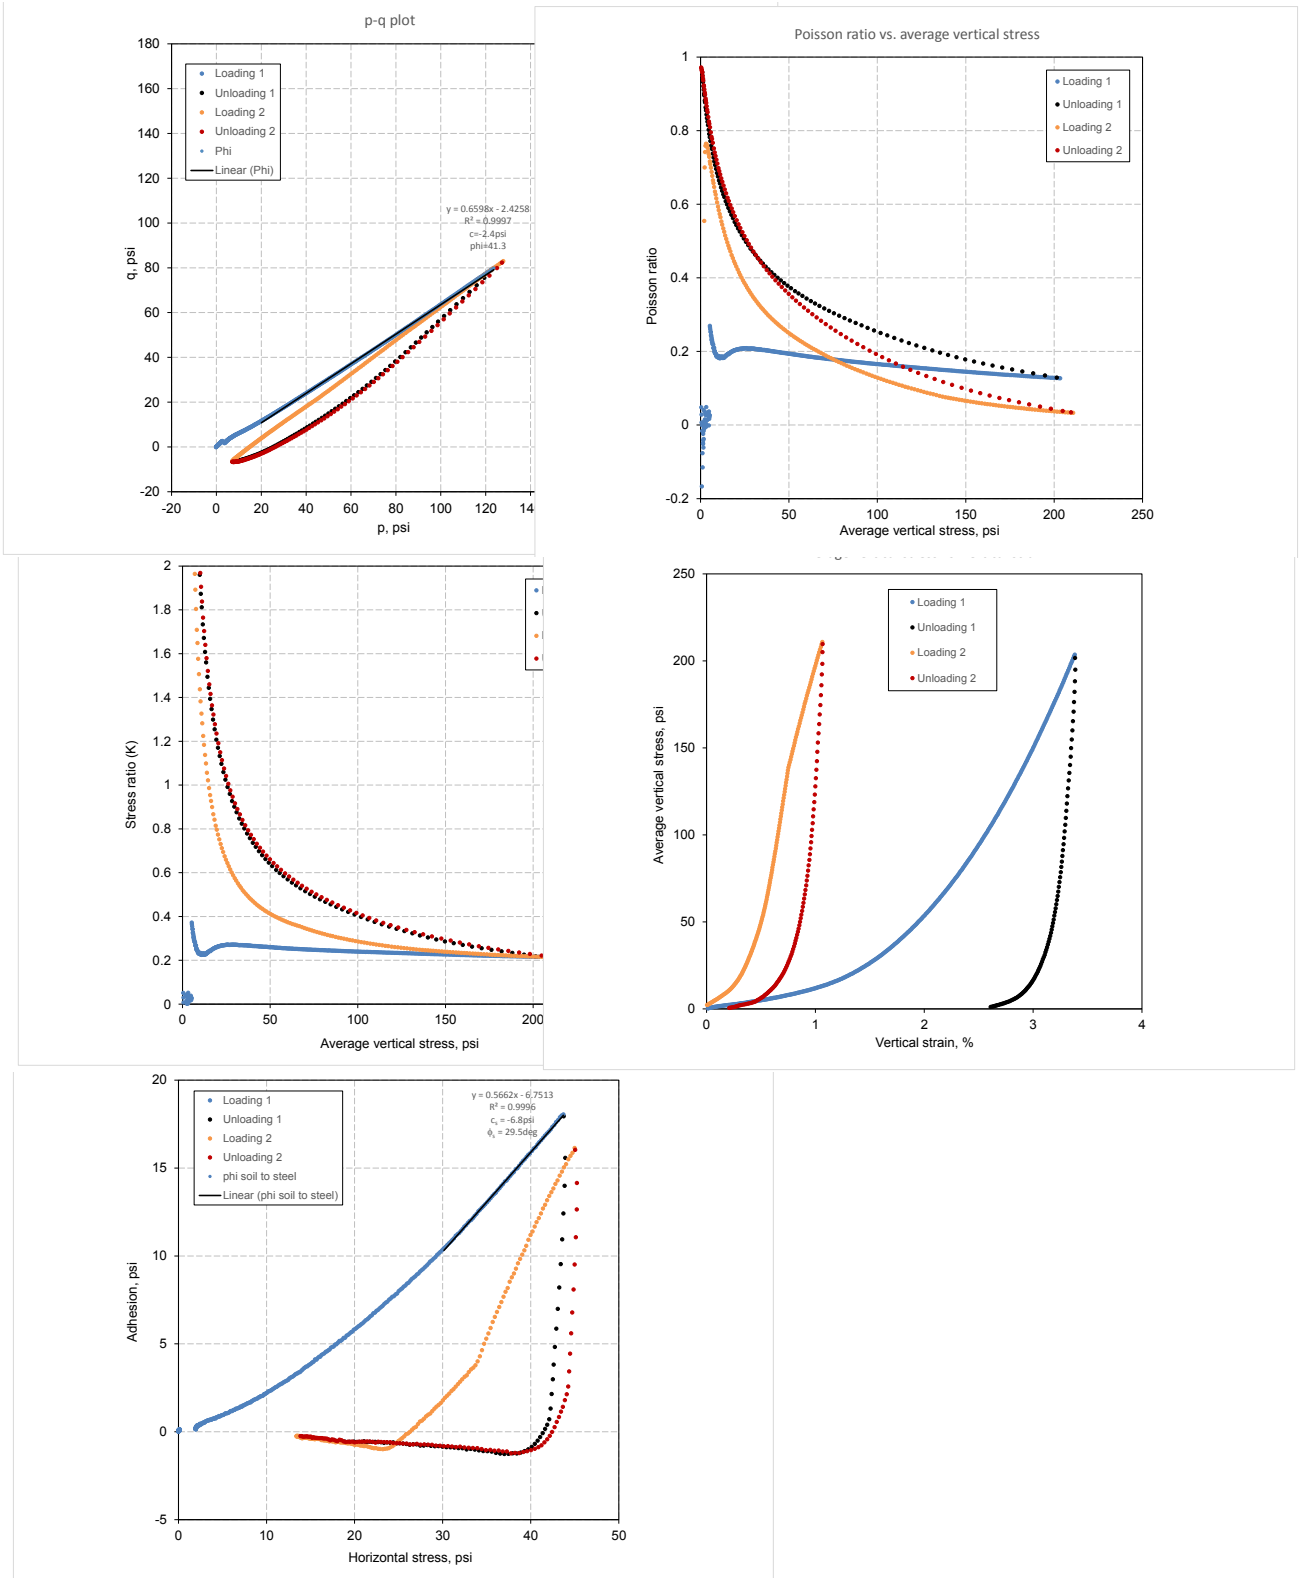 p-q plot
180
160
140
120
100
80
60
40
20
0
-20
-20
0
20
40
60
80
100
120
14
q, psi
p, psi
Loading 1
Unloading 1
Loading 2
Unloading 2
Phi
Linear (Phi)
y = 0.6598x - 2.4258
R² = 0.9997
c=-2.4psi
phi=41.3
Poisson ratio vs. average vertical stress
1
0.8
0.6
0.4
0.2
0
-0.2
0
50
100
150
200
250
Poisson ratio
Average vertical stress, psi
Loading 1
Unloading 1
Loading 2
Unloading 2
2
1.8
1.6
1.4
1.2
1
0.8
0.6
0.4
0.2
0
0
50
100
150
200
Stress ratio (K)
Average vertical stress, psi
250
200
150
100
50
0
0
1
2
3
4
Average vertical stress, psi
Vertical strain, %
Loading 1
Unloading 1
Loading 2
Unloading 2
20
15
10
5
0
-5
0
10
20
30
40
50
Adhesion, psi
Horizontal stress, psi
Loading 1
Unloading 1
Loading 2
Unloading 2
phi soil to steel
Linear (phi soil to steel)
y = 0.5662x - 6.7513
R² = 0.9996
cₛ = -6.8psi
ϕₛ = 29.5deg